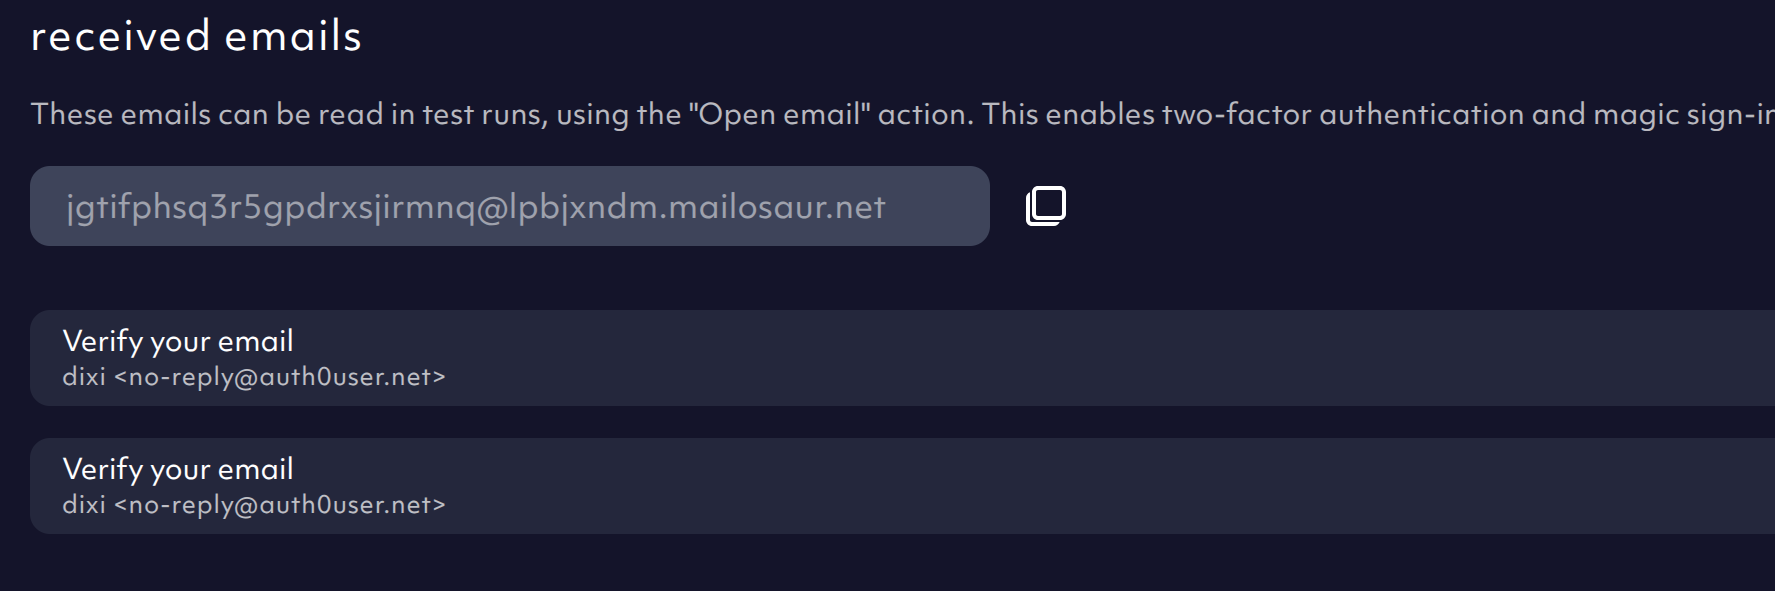 received emails
These emails can be read in test runs, using the "Open email" action. This enables two-factor authentication and magic sign-in
jgtifphsq3r5gpdrxsjirmnq@lpbjxndm.mailosaur.net
Verify your email
dixi <no-reply@auth0user.net>
Verify your email
dixi <no-reply@auth0user.net>